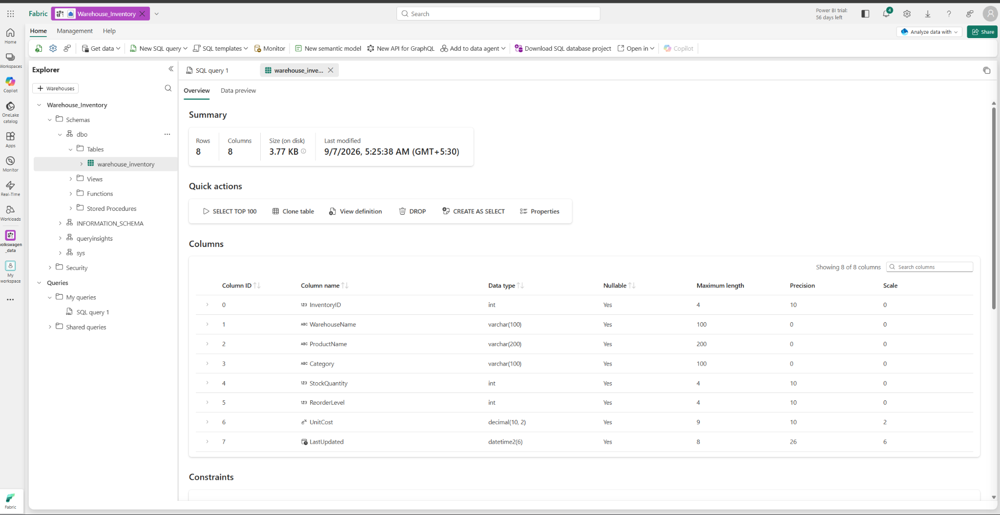 Fabric
Warehouse_Inventory
Search
Power BI trial:
56 days left
4
Home
Management
Help
Analyze data with
Share
Get data
New SQL query
SQL templates
Monitor
New semantic model
New API for GraphQL
Add to data agent
Download SQL database project
Open in
Copilot
Home
Workspaces
Copilot
OneLake
catalog
Apps
Monitor
Real-Time
Workloads
volkswagen
_data
My
workspace
Fabric
Explorer
Warehouses
Warehouse_Inventory
Schemas
dbo
Tables
warehouse_inventory
Views
Functions
Stored Procedures
INFORMATION_SCHEMA
queryinsights
sys
Security
Queries
My queries
SQL query 1
Shared queries
SQL query 1
warehouse_inve...
Overview
Data preview
Summary
Rows
8
Columns
8
Size (on disk)
3.77 KB
Last modified
9/7/2026, 5:25:38 AM (GMT+5:30)
Quick actions
SELECT TOP 100
Clone table
View definition
DROP
CREATE AS SELECT
Properties
Columns
Showing 8 of 8 columns
Search columns
Column ID Column name Data type Nullable Maximum length Precision Scale
0 123 InventoryID int Yes 4 10 0
1 ABC WarehouseName varchar(100) Yes 100 0 0
2 ABC ProductName varchar(200) Yes 200 0 0
3 ABC Category varchar(100) Yes 100 0 0
4 123 StockQuantity int Yes 4 10 0
5 123 ReorderLevel int Yes 4 10 0
6 eˣ UnitCost decimal(10, 2) Yes 9 10 2
7 LastUpdated datetime2(6) Yes 8 26 6
Constraints